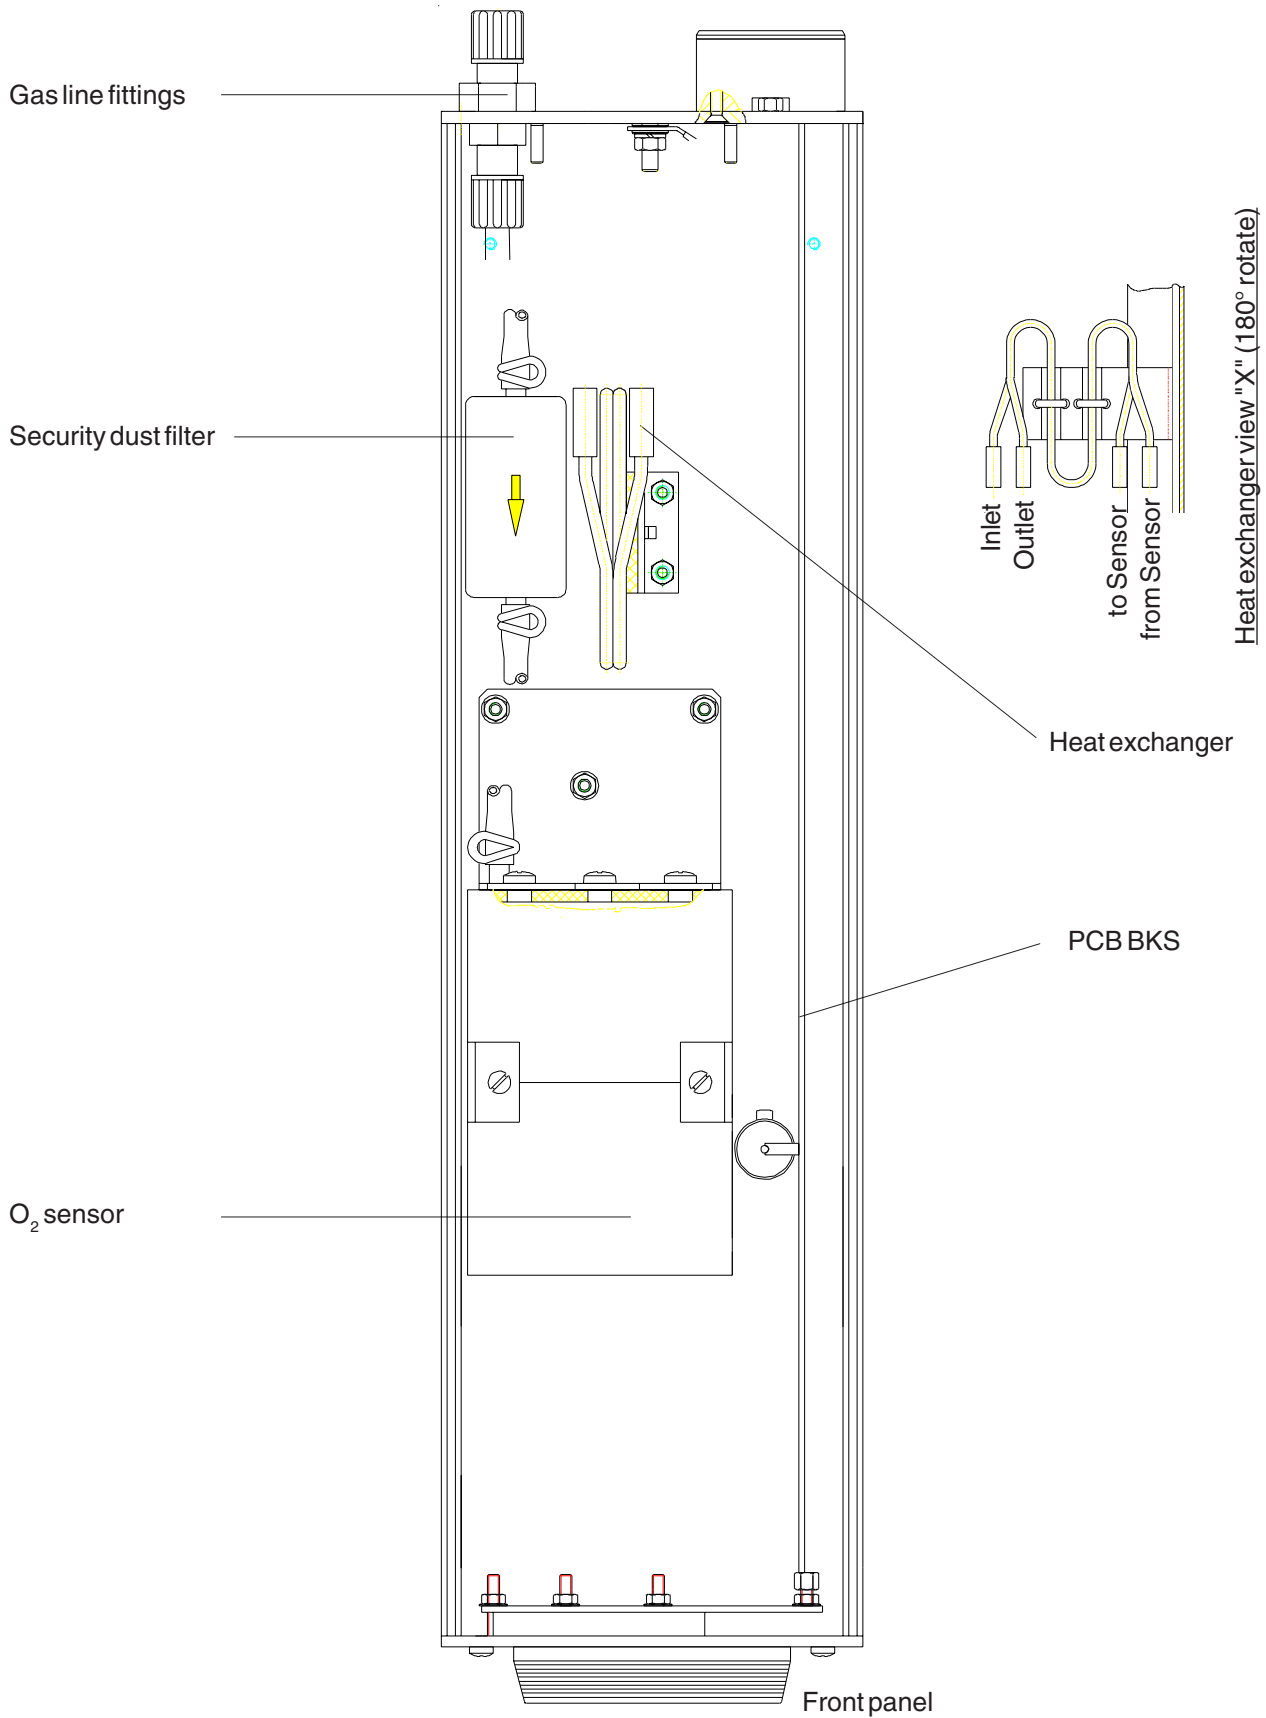 Gas line fittings
Security dust filter
Inlet
Outlet
to Sensor
from Sensor
Heat exchanger view "X" (180° rotate)
Heat exchanger
PCB BKS
O₂ sensor
Front panel